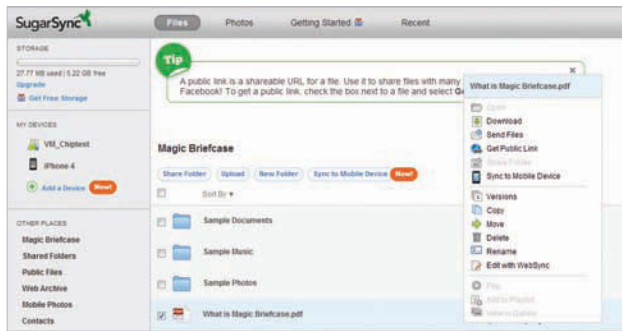 SugarSync
Files Photos Getting Started Recent
STORAGE
27.77 MB used | 5.22 GB free
Upgrade
Get Free Storage
MY DEVICES
VM_Chiptest
iPhone 4
Add a Device New!
OTHER PLACES
Magic Briefcase
Shared Folders
Public Files
Web Archive
Mobile Photos
Contacts
Tip
A public link is a shareable URL for a file. Use it to share files with many
Facebook! To get a public link, check the box next to a file and select G
Magic Briefcase
Share Folder Upload New Folder Sync to Mobile Device New!
Sort By
Sample Documents
Sample Music
Sample Photos
What is Magic Briefcase.pdf
What is Magic Briefcase.pdf
Open
Download
Send Files
Get Public Link
Share Folder
Sync to Mobile Device
Versions
Copy
Move
Delete
Rename
Edit with WebSync
Play
Add to Playlist
View in Gallery